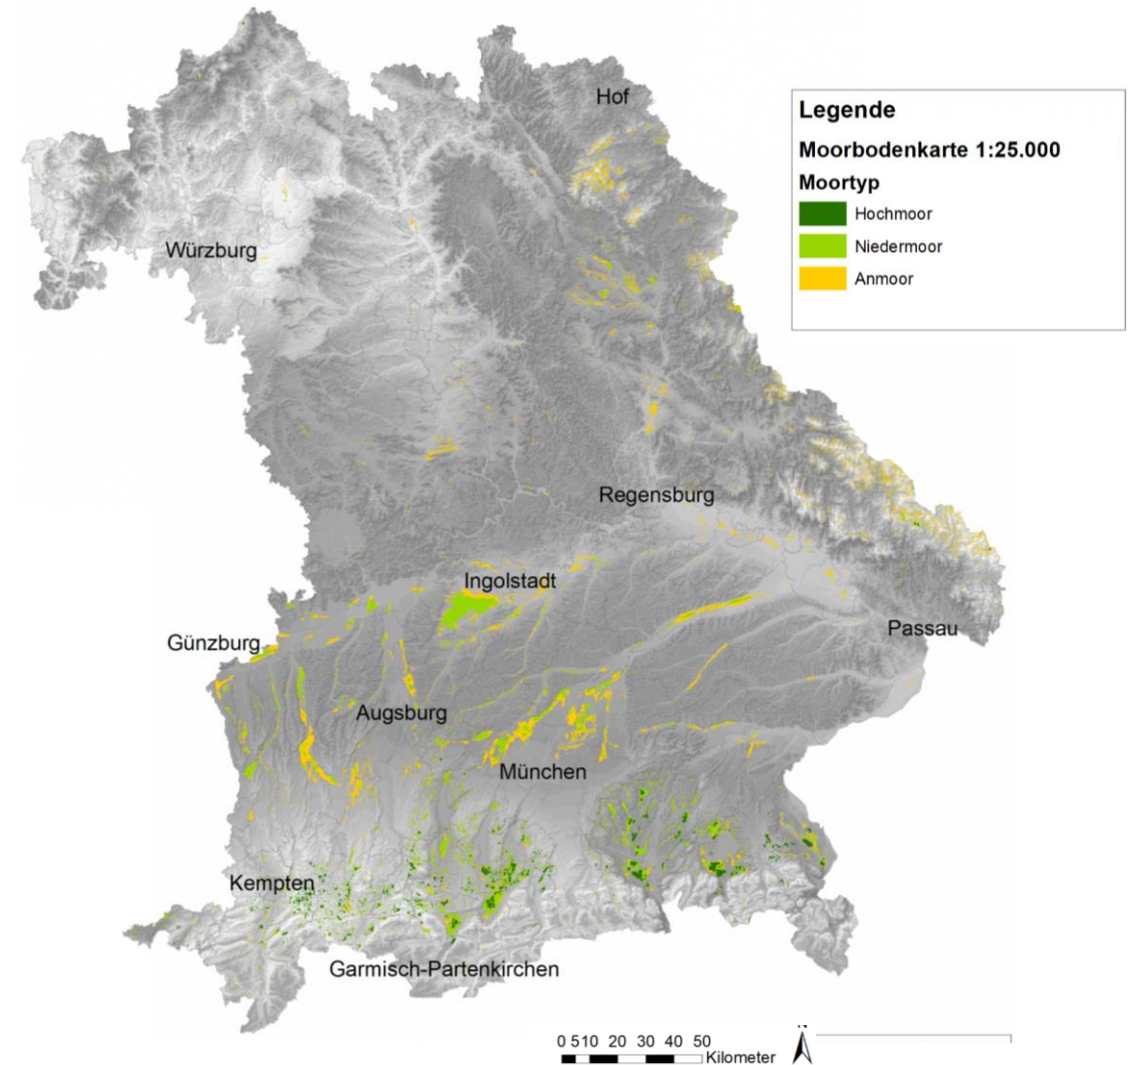 Hof
Legende
Moorbodenkarte 1:25.000
Moortyp
Hochmoor
Niedermoor
Anmoor
Würzburg
Regensburg
Ingolstadt
Passau
Günzburg
Augsburg
München
Kempten
Garmisch-Partenkirchen
0 5 10 20 30 40 50
Kilometer